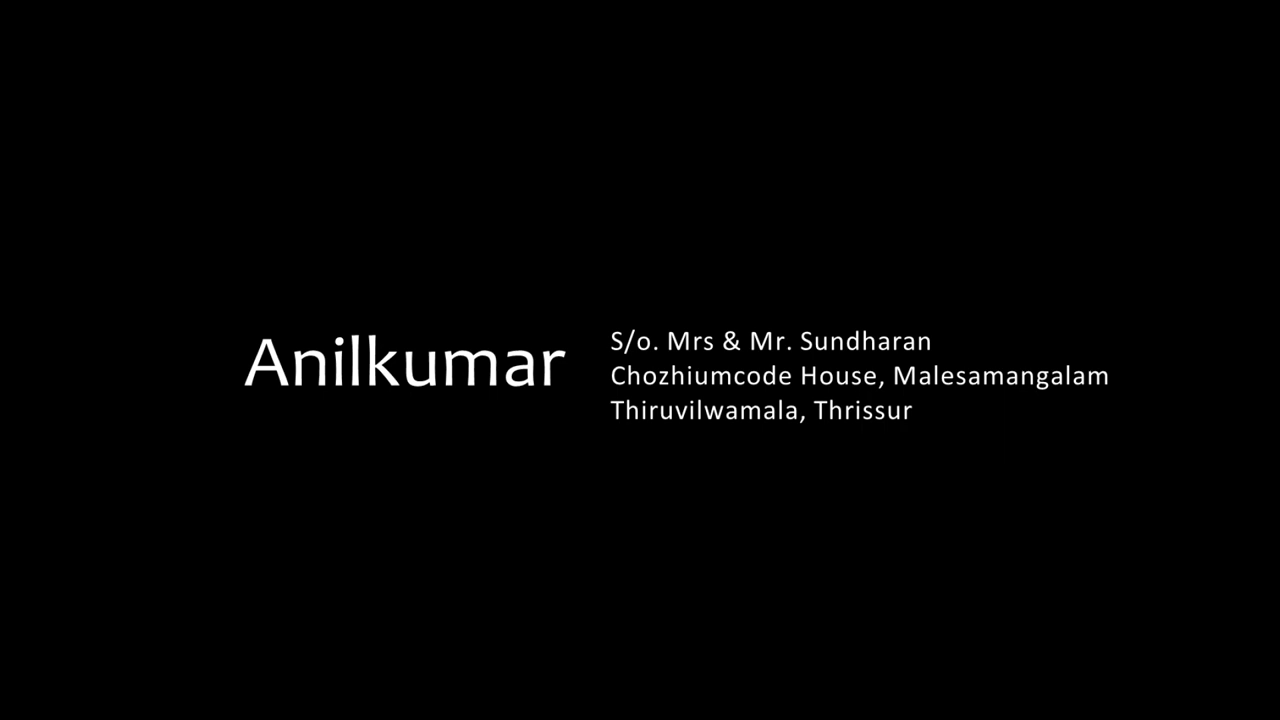 Anilkumar
S/o. Mrs & Mr. Sundharan
Chozhiumcode House, Malesamangalam
Thiruvilwamala, Thrissur